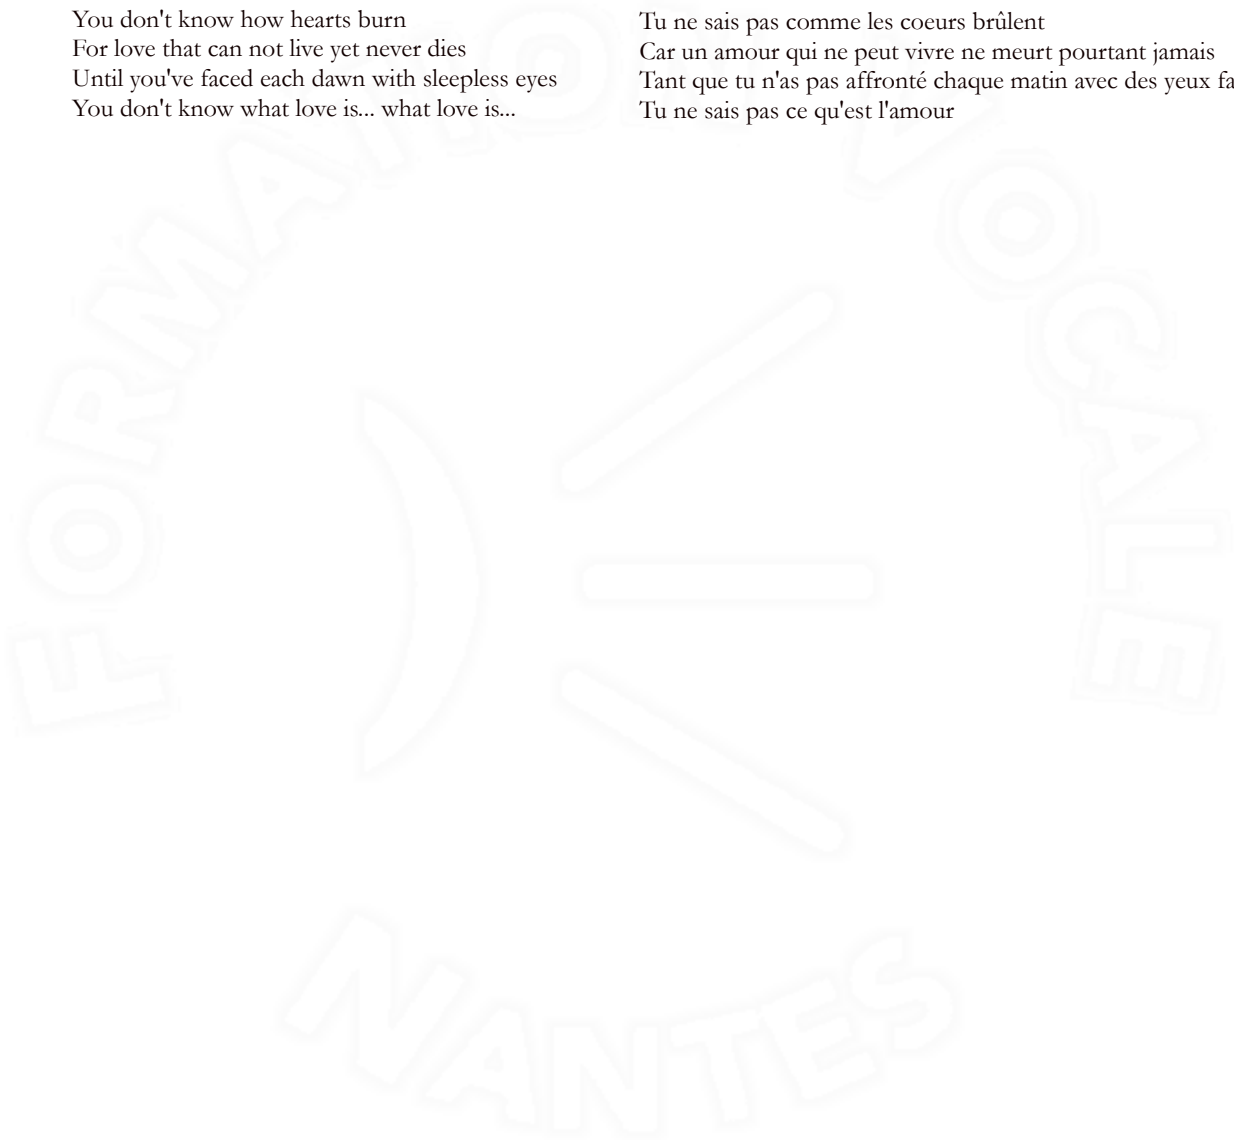 You don't know how hearts burn
For love that can not live yet never dies
Until you've faced each dawn with sleepless eyes
You don't know what love is... what love is...
Tu ne sais pas comme les coeurs brûlent
Car un amour qui ne peut vivre ne meurt pourtant jamais
Tant que tu n'as pas affronté chaque matin avec des yeux fa
Tu ne sais pas ce qu'est l'amour
FORMATION VOCALE
NANTES